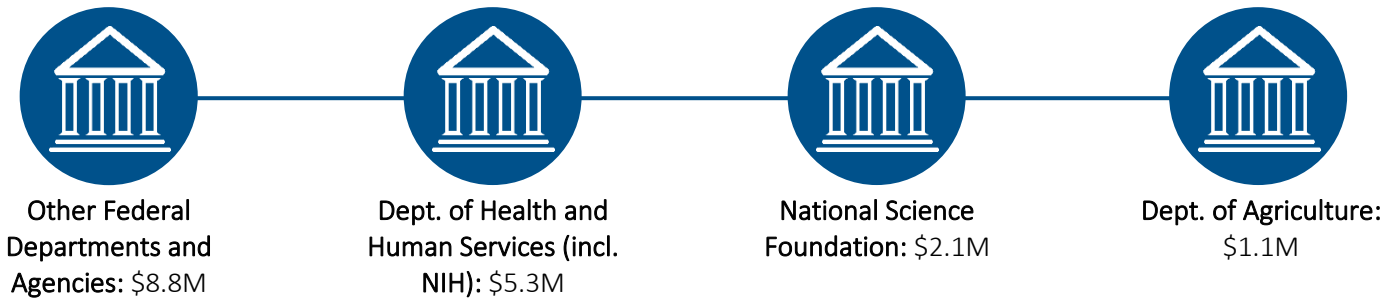 Other Federal
Departments and
Agencies: $8.8M
Dept. of Health and
Human Services (incl.
NIH): $5.3M
National Science
Foundation: $2.1M
Dept. of Agriculture:
$1.1M